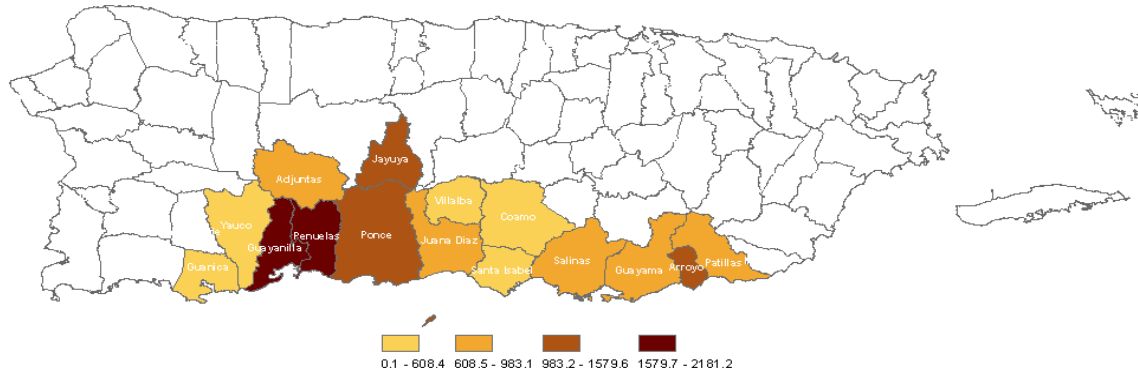 Jayuya
Adjuntas
Villalba
Yauco
Coamo
Guayanilla
Penuelas
Ponce
Juana Diaz
Guanica
Santa Isabel
Salinas
Guayama
Arroyo
Patillas
0.1 - 608.4 608.5 - 983.1 983.2 - 1579.6 1579.7 - 2181.2